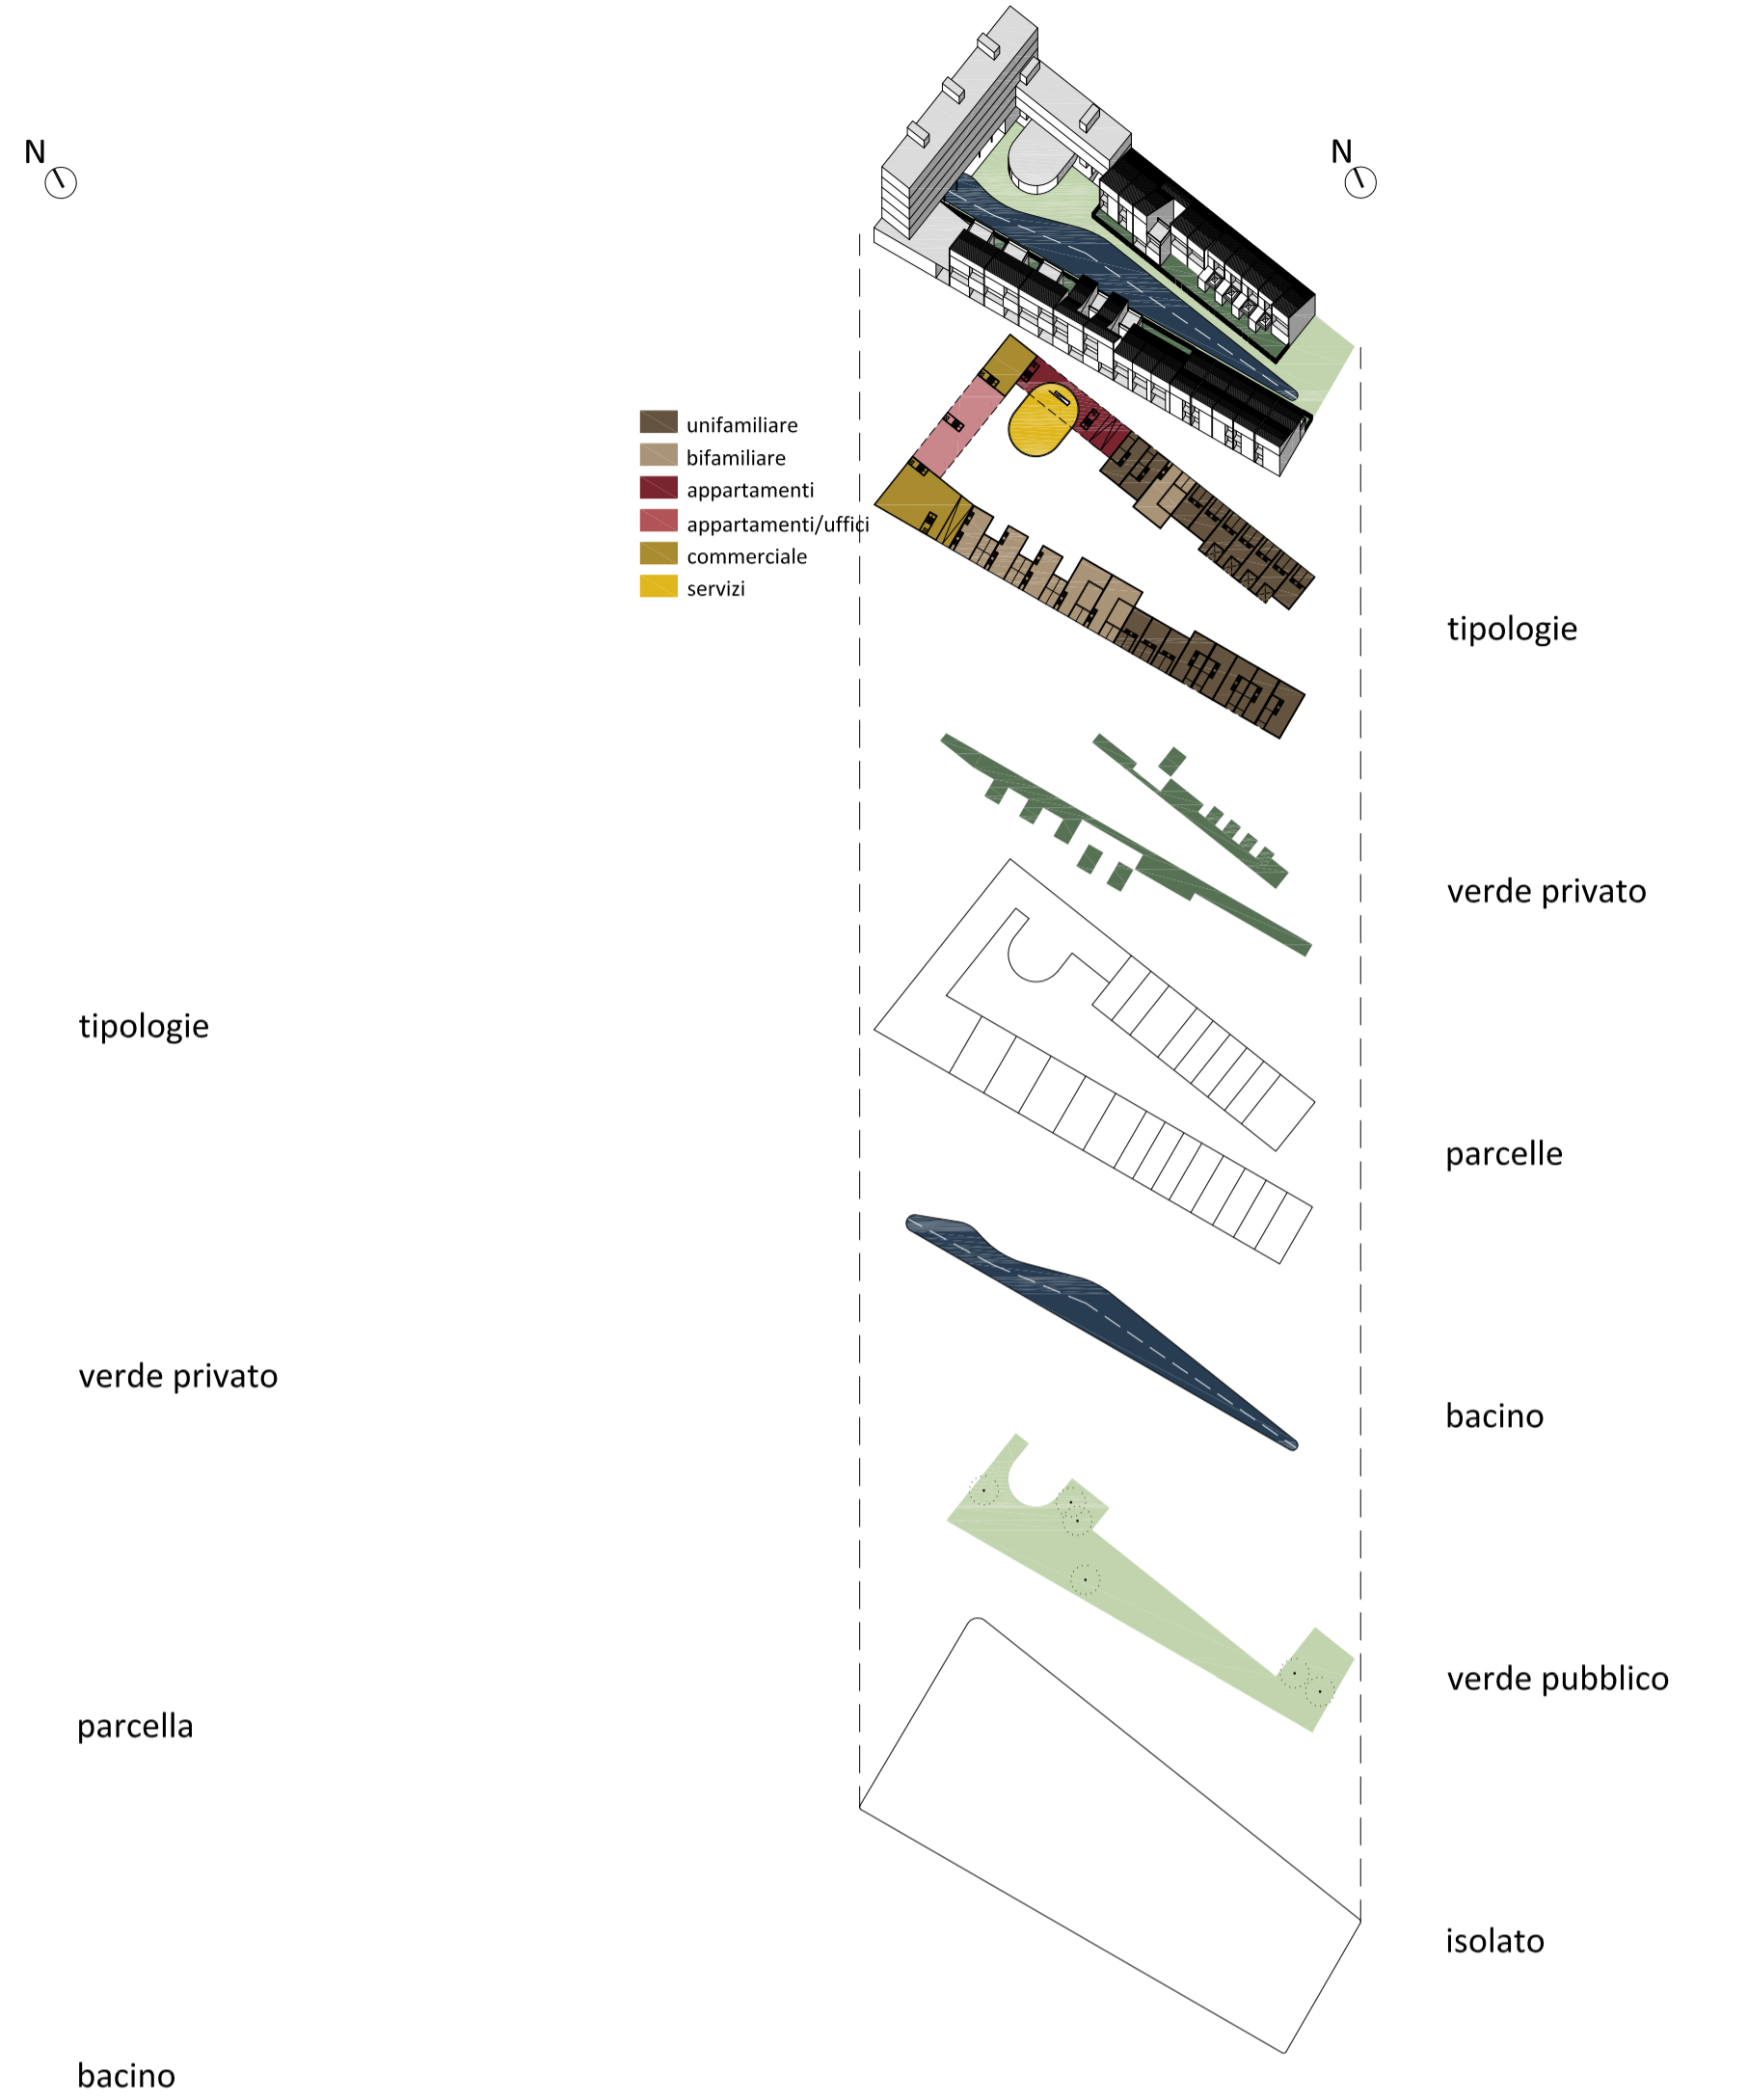 N
N
unifamiliare
bifamiliare
appartamenti
appartamenti/uffici
commerciale
servizi
tipologie
verde privato
tipologie
parcelle
verde privato
bacino
verde pubblico
parcella
isolato
bacino